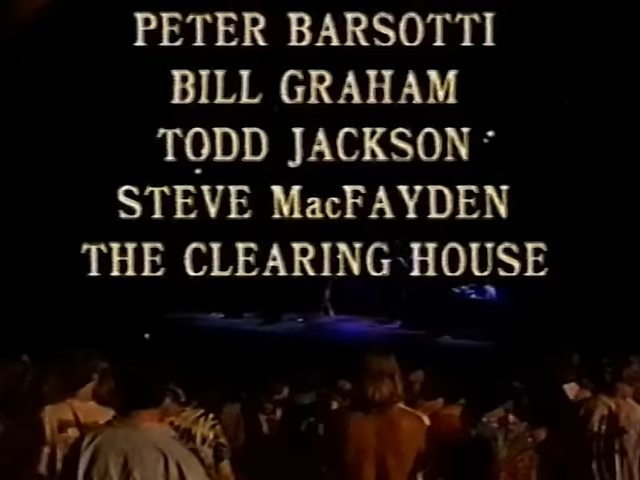 PETER BARSOTTI
BILL GRAHAM
TODD JACKSON
STEVE MacFAYDEN
THE CLEARING HOUSE